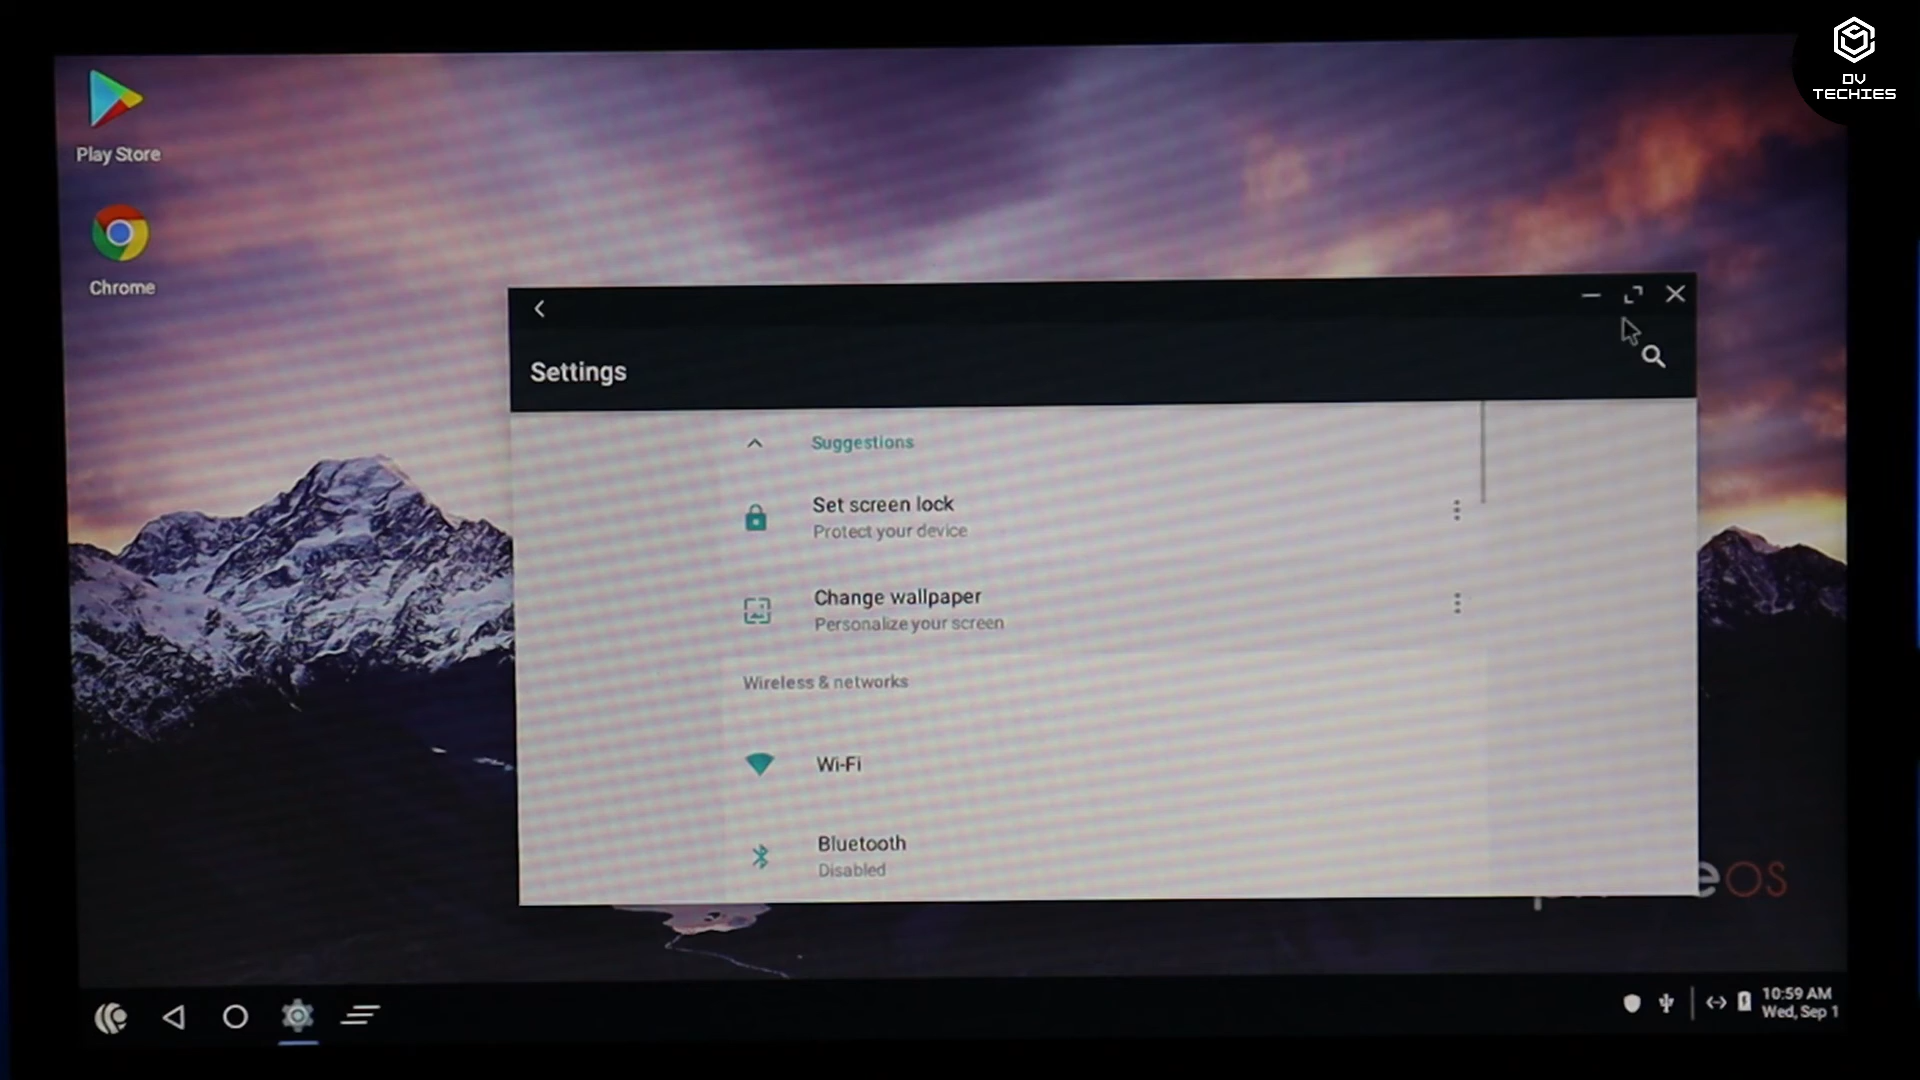 DV
TECHIES
Play Store
Chrome
Settings
Suggestions
Set screen lock
Protect your device
Change wallpaper
Personalize your screen
Wireless & networks
Wi-Fi
Bluetooth
Disabled
eOS
10:59 AM
Wed, Sep 1